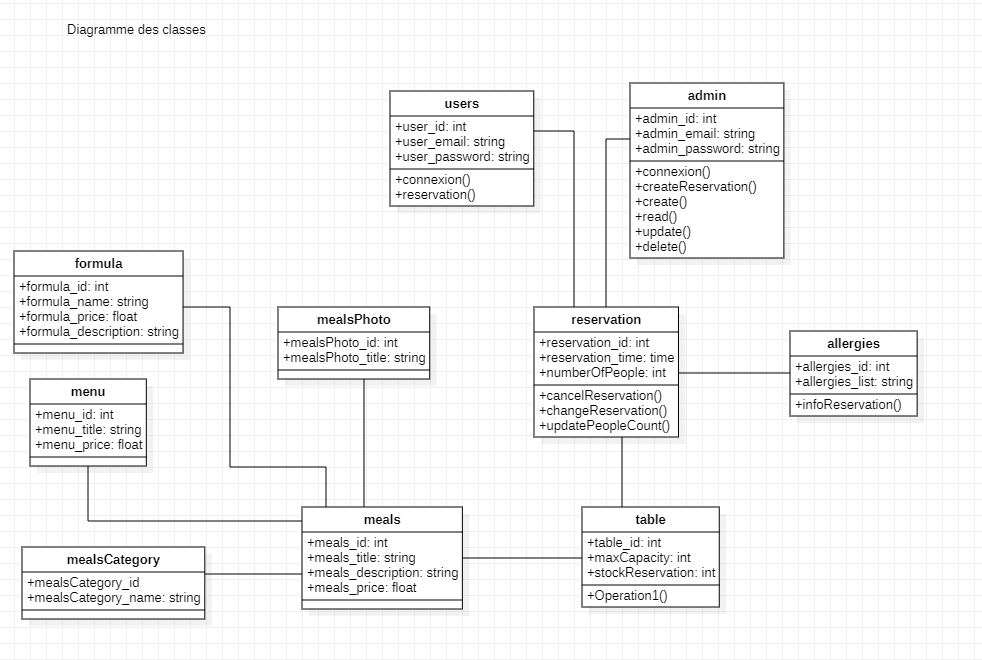 Diagramme des classes
users
+user_id: int
+user_email: string
+user_password: string
+connexion()
+reservation()
admin
+admin_id: int
+admin_email: string
+admin_password: string
+connexion()
+createReservation()
+create()
+read()
+update()
+delete()
formula
+formula_id: int
+formula_name: string
+formula_price: float
+formula_description: string
mealsPhoto
+mealsPhoto_id: int
+mealsPhoto_title: string
reservation
+reservation_id: int
+reservation_time: time
+numberOfPeople: int
+cancelReservation()
+changeReservation()
+updatePeopleCount()
allergies
+allergies_id: int
+allergies_list: string
+infoReservation()
menu
+menu_id: int
+menu_title: string
+menu_price: float
mealsCategory
+mealsCategory_id
+mealsCategory_name: string
meals
+meals_id: int
+meals_title: string
+meals_description: string
+meals_price: float
table
+table_id: int
+maxCapacity: int
+stockReservation: int
+Operation1()